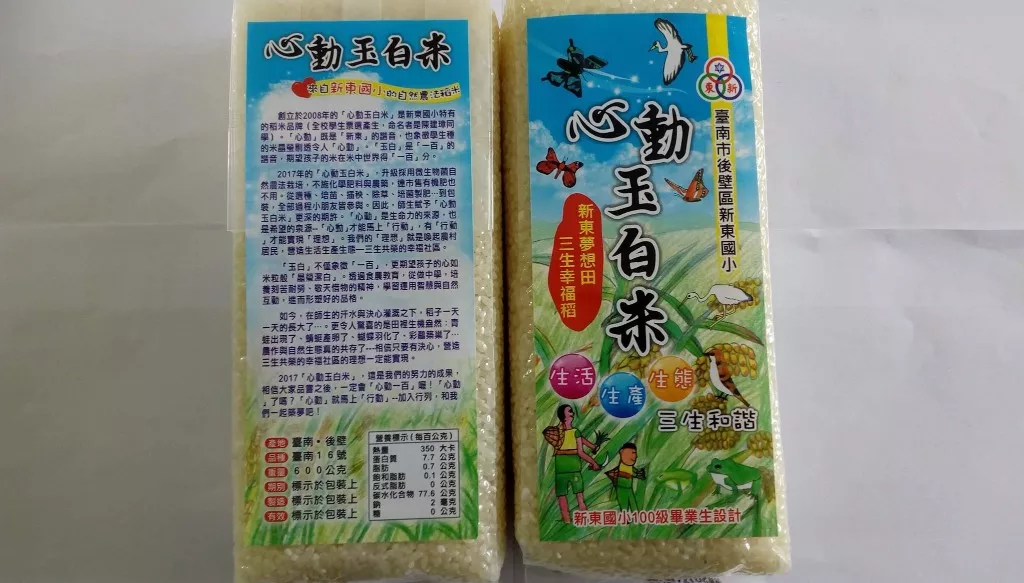 心動玉白米
來自新東國小的自然農法稻米
創立於2008年的「心動玉白米」是新東國小特有
的稻米品牌（全校學生票選產生，命名者是陳建瑋同
學）。「心動」既是「新東」的諧音，也象徵學生種
的米晶瑩剔透令人「心動」。「玉白」是「一百」的
諧音，期望孩子的米在米中世界得「一百」分。
2017年的「心動玉白米」，升級採用微生物菌自
然農法栽培，不施化學肥料與農藥，連市售有機肥也
不用。從選種、培苗、插秧、除草、培菌製肥…到包
裝，全部過程小朋友皆參與。因此，師生賦予「心動
玉白米」更深的期許。「心動」是生命力的來源，也
是希望的泉源--「心動」才能馬上「行動」，有「行動
」才能實現「理想」。我們的「理想」就是喚起農村
居民，營造生活生產生態---三生共榮的幸福社區。
「玉白」不僅象徵「一百」，更期望孩子的心如
米粒般「晶瑩潔白」。透過食農教育，從做中學，培
養刻苦耐勞、敬天惜物的精神，學習運用智慧與自然
互動，進而形塑好的品格。
如今，在師生的汗水與決心灌溉之下，稻子一天
一天的長大了…。更令人驚喜的是田裡生機盎然：青
蛙出現了、蜻蜓產卵了、蝴蝶羽化了、彩鷸築巢了…
農作與自然生態真的共存了---相信只要有決心，營造
三生共榮的幸福社區的理想一定能實現。
2017「心動玉白米」，這是我們的努力的成果，
相信大家品嘗之後，一定會「心動一百」喔！「心動
」了嗎？「心動」就馬上「行動」--加入行列，和我
們一起築夢吧！
產地 臺南・後壁
品種 臺南16號
重量 600公克
期別 標示於包裝上
製造 標示於包裝上
有效 標示於包裝上
營養標示（每百公克）
熱量 350 大卡
蛋白質 7.7 公克
脂肪 0.7 公克
飽和脂肪 0.1 公克
反式脂肪 0 公克
碳水化合物 77.6 公克
鈉 2 毫克
糖 0 公克
東 新
臺南市後壁區新東國小
心動玉白米
新東夢想田
三生幸福稻
生活
生產
生態
三生和諧
新東國小100級畢業生設計